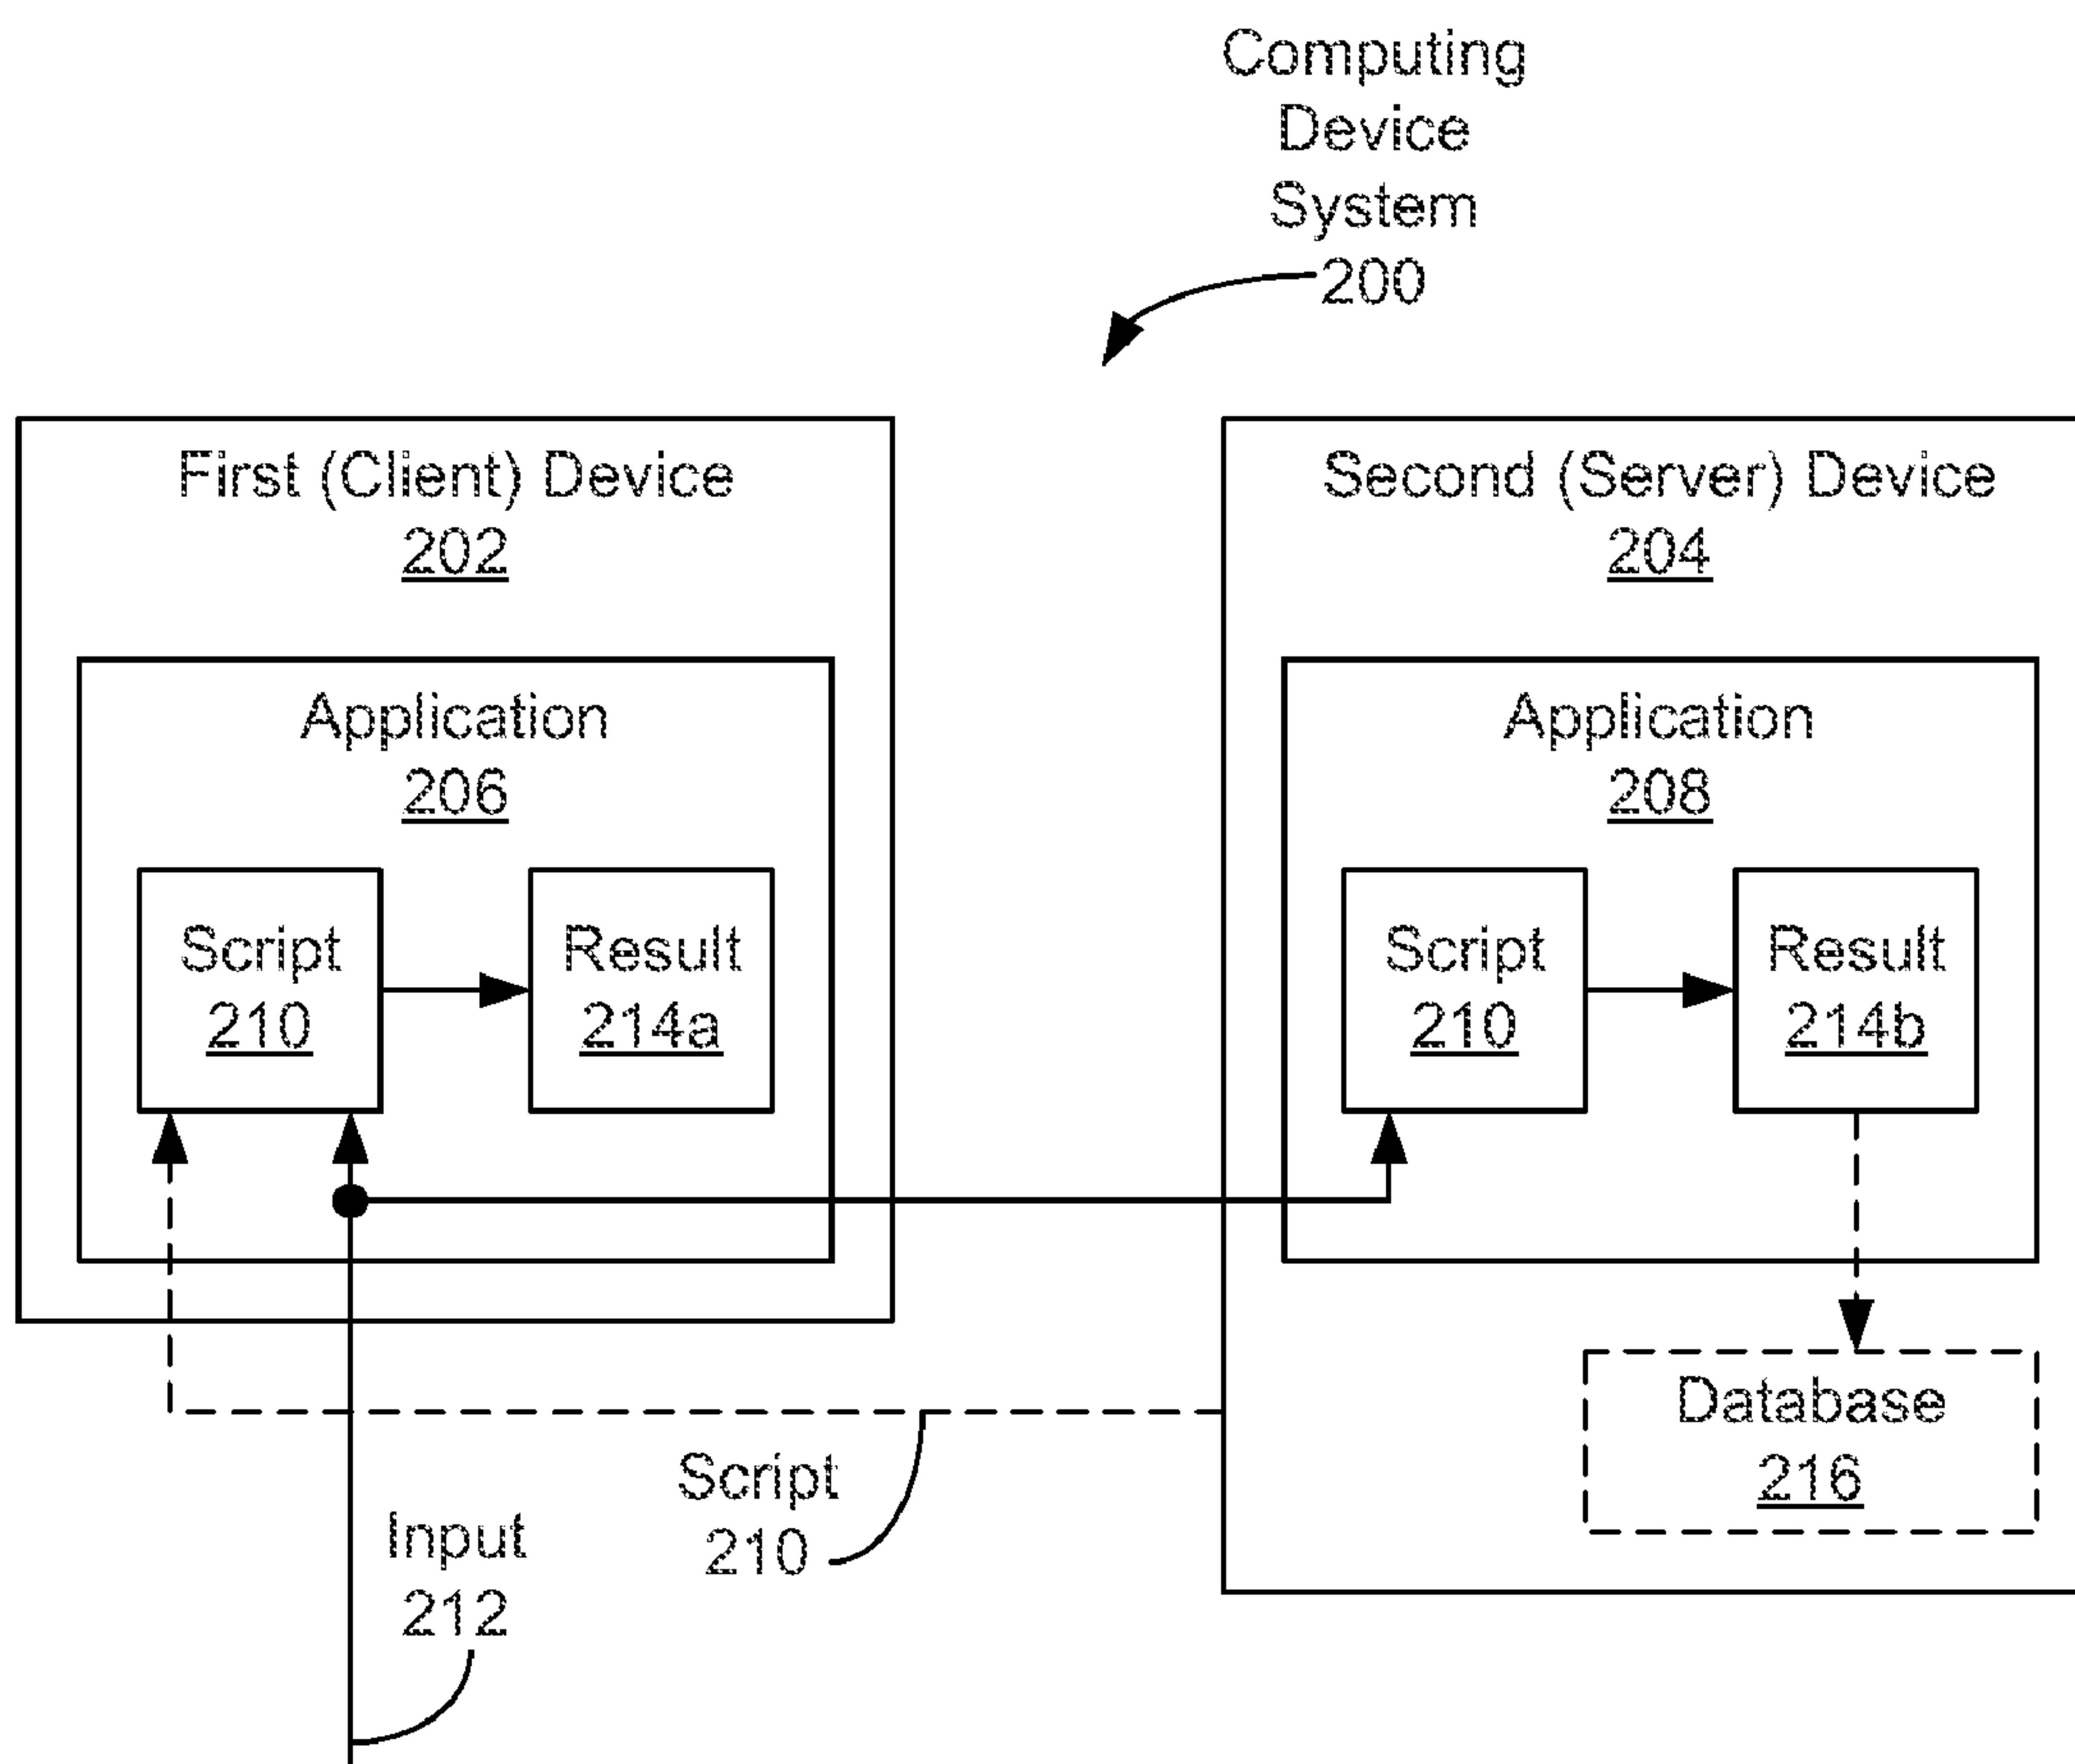 Computing
Device
System
200
First (Client) Device
202
Second (Server) Device
204
Application
206
Application
208
Script
210
Result
214a
Script
210
Result
214b
Database
216
Script
210
Input
212